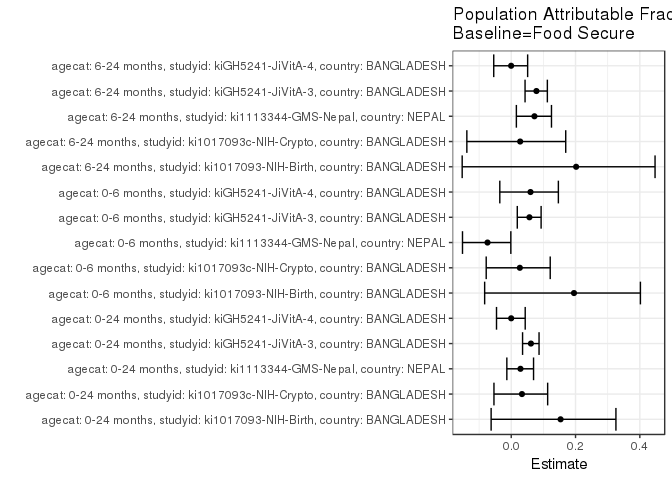 Population Attributable Frac
Baseline=Food Secure
agecat: 6-24 months, studyid: kiGH5241-JiVitA-4, country: BANGLADESH
agecat: 6-24 months, studyid: kiGH5241-JiVitA-3, country: BANGLADESH
agecat: 6-24 months, studyid: ki1113344-GMS-Nepal, country: NEPAL
agecat: 6-24 months, studyid: ki1017093c-NIH-Crypto, country: BANGLADESH
agecat: 6-24 months, studyid: ki1017093-NIH-Birth, country: BANGLADESH
agecat: 0-6 months, studyid: kiGH5241-JiVitA-4, country: BANGLADESH
agecat: 0-6 months, studyid: kiGH5241-JiVitA-3, country: BANGLADESH
agecat: 0-6 months, studyid: ki1113344-GMS-Nepal, country: NEPAL
agecat: 0-6 months, studyid: ki1017093c-NIH-Crypto, country: BANGLADESH
agecat: 0-6 months, studyid: ki1017093-NIH-Birth, country: BANGLADESH
agecat: 0-24 months, studyid: kiGH5241-JiVitA-4, country: BANGLADESH
agecat: 0-24 months, studyid: kiGH5241-JiVitA-3, country: BANGLADESH
agecat: 0-24 months, studyid: ki1113344-GMS-Nepal, country: NEPAL
agecat: 0-24 months, studyid: ki1017093c-NIH-Crypto, country: BANGLADESH
agecat: 0-24 months, studyid: ki1017093-NIH-Birth, country: BANGLADESH
0.0 0.2 0.4
Estimate